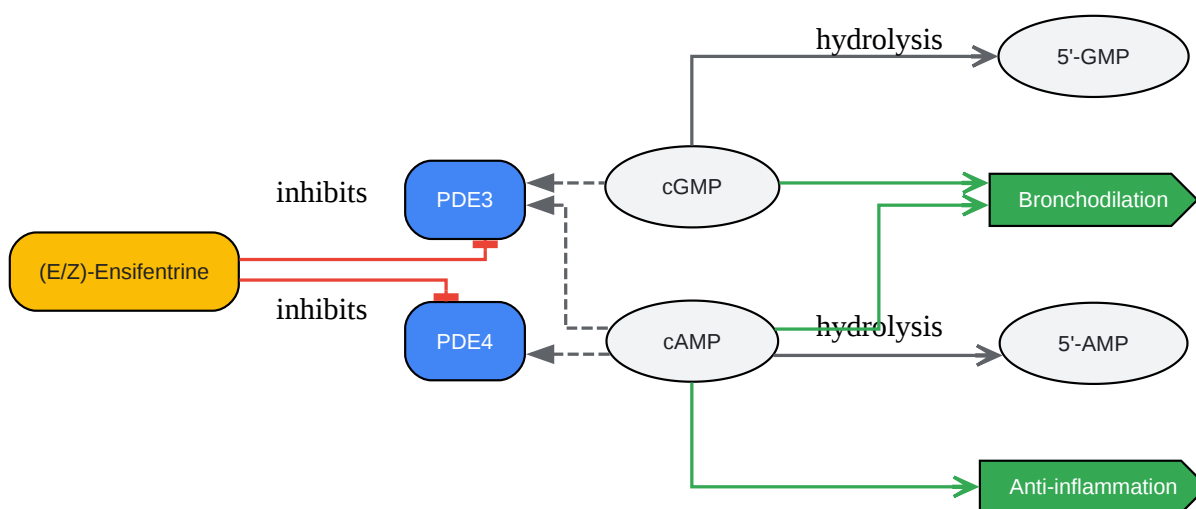 hydrolysis
5'-GMP
inhibits
PDE3
cGMP
Bronchodilation
(E/Z)-Ensifentrine
inhibits
PDE4
cAMP
hydrolysis
5'-AMP
Anti-inflammation